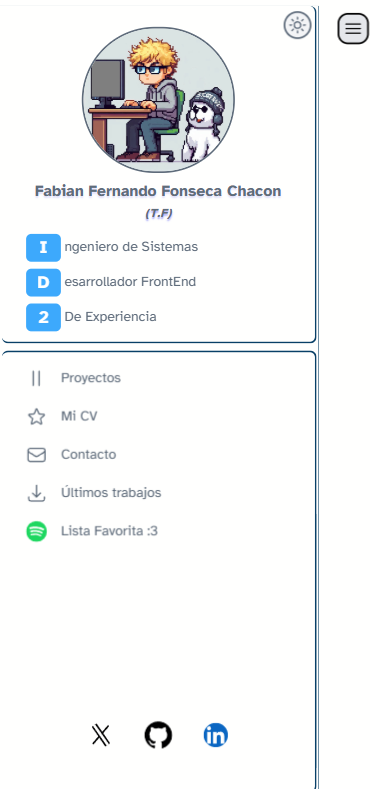 Fabian Fernando Fonseca Chacon
(T.F)
I ngeniero de Sistemas
D esarrollador FrontEnd
2 De Experiencia
Proyectos
Mi CV
Contacto
Últimos trabajos
Lista Favorita :3
in